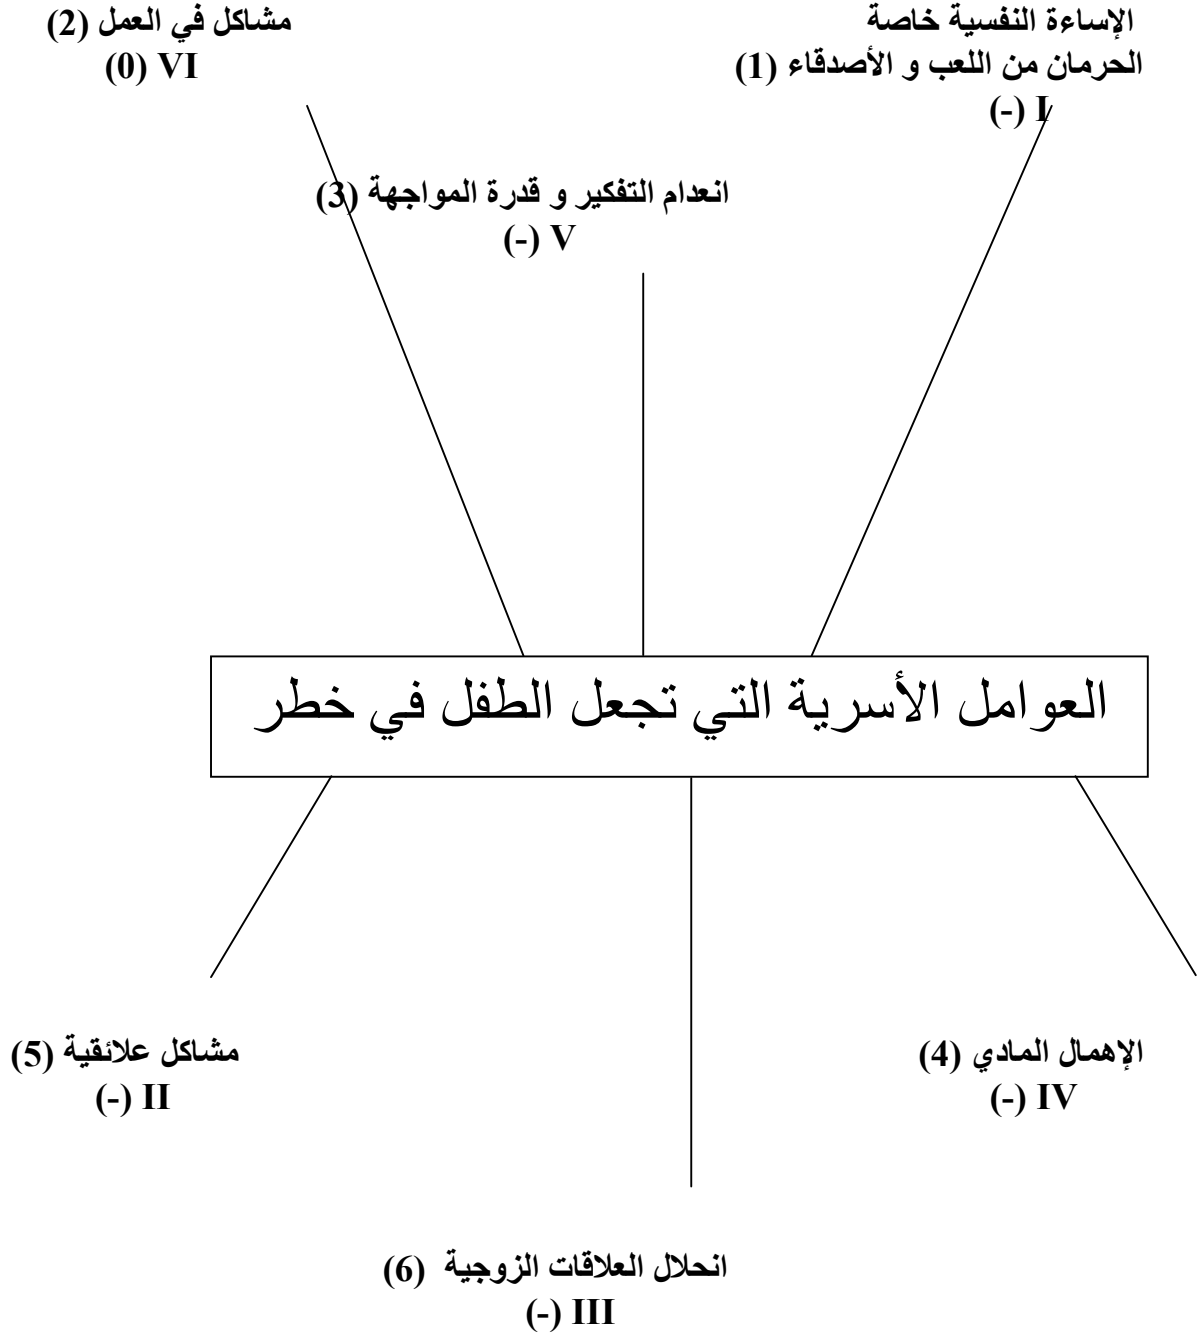 الإساءة النفسية خاصة
الحرمان من اللعب و الأصدقاء (1)
I (-)
مشاكل في العمل (2)
VI (0)
انعدام التفكير و قدرة المواجهة (3)
V (-)
العوامل الأسرية التي تجعل الطفل في خطر
الإهمال المادي (4)
IV (-)
مشاكل علائقية (5)
II (-)
انحلال العلاقات الزوجية (6)
III (-)